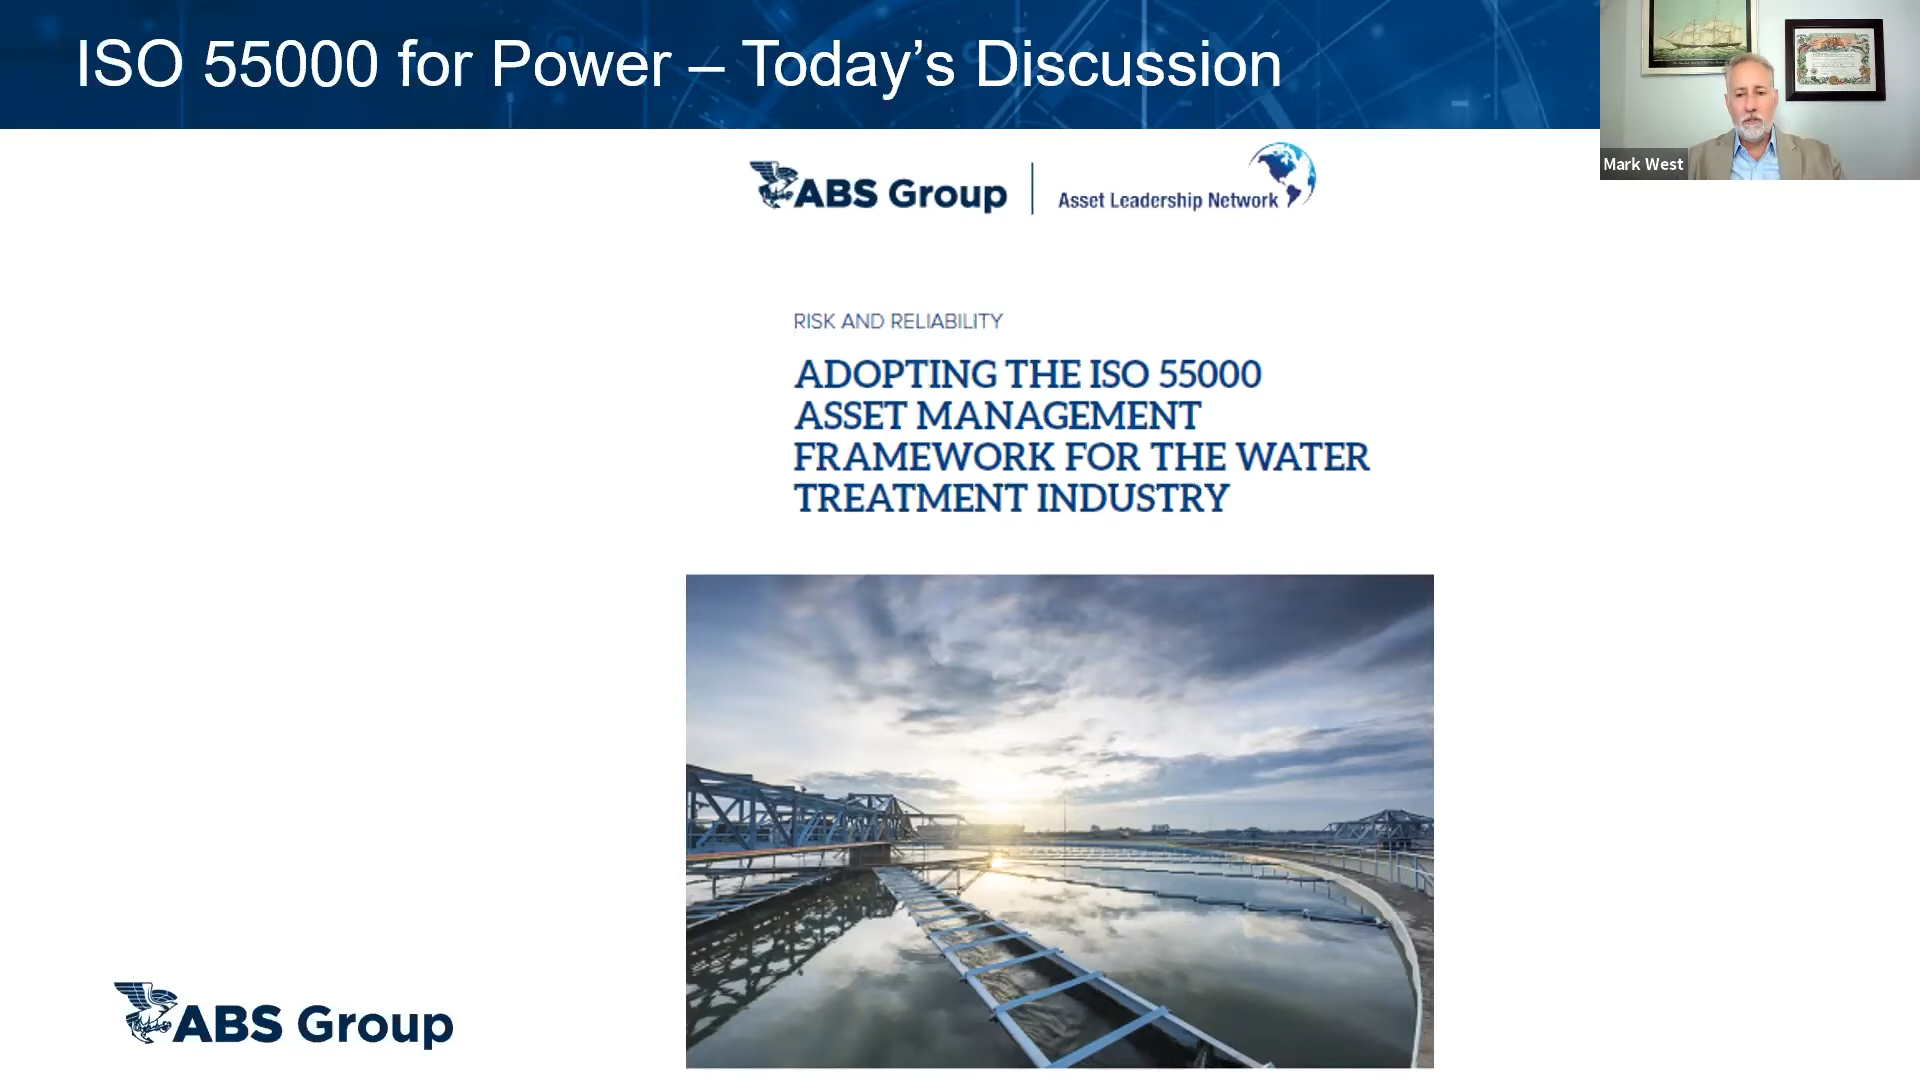 ISO 55000 for Power – Today's Discussion
Mark West
ABS Group
Asset Leadership Network
RISK AND RELIABILITY
ADOPTING THE ISO 55000
ASSET MANAGEMENT
FRAMEWORK FOR THE WATER
TREATMENT INDUSTRY
ABS Group